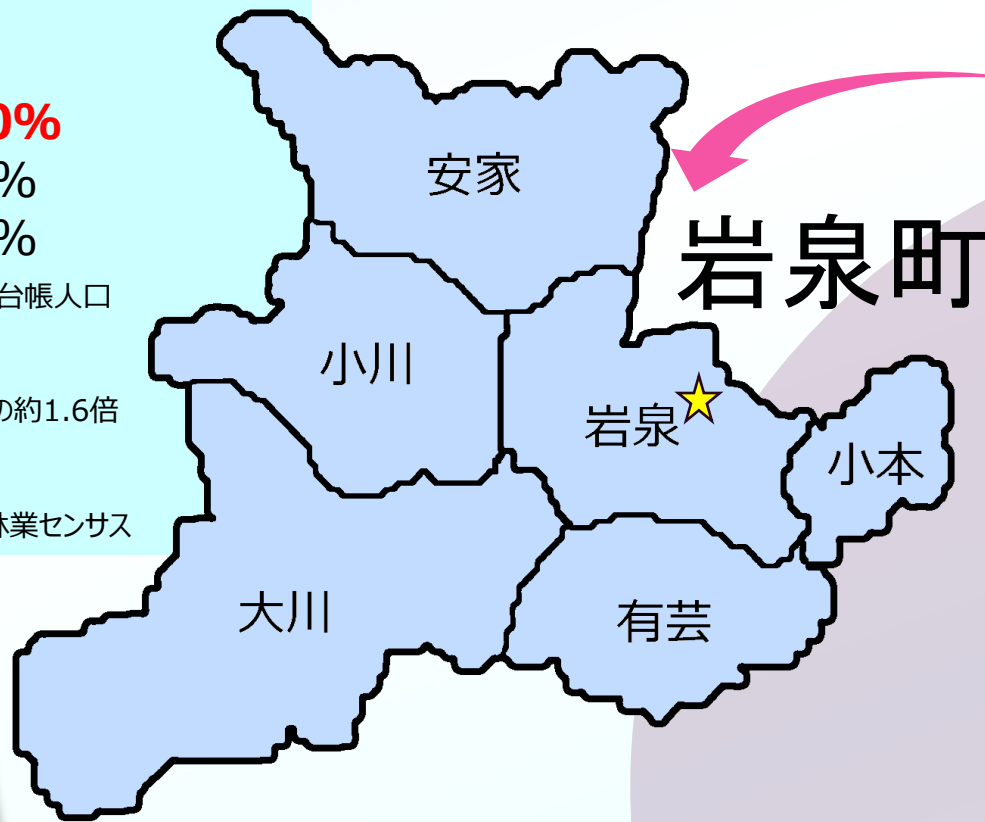 0%
%
%
台帳人口
の約1.6倍
林業センサス
安家
岩泉町
小川
岩泉
小本
大川
有芸